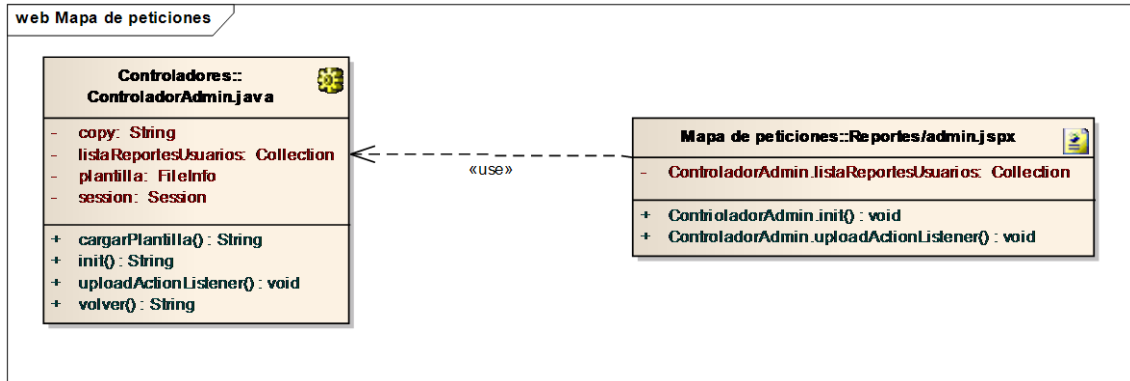 web Mapa de peticiones
Controladores::
ControladorAdmin.java
- copy: String
- listaReportesUsuarios: Collection
- plantilla: FileInfo
- session: Session
+ cargarPlantilla() : String
+ init() : String
+ uploadActionListener() : void
+ volver() : String
«use»
Mapa de peticiones::Reportes/admin.jspx
- ControladorAdmin.listaReportesUsuarios: Collection
+ ContrioladorAdmin.init() : void
+ ControladorAdmin.uploadActionListener() : void